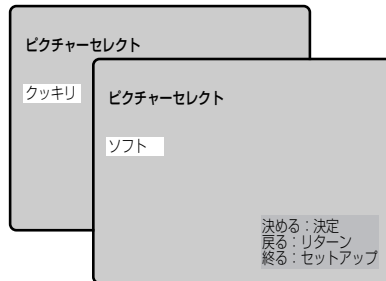 ピクチャーセレクト
クッキリ
ピクチャーセレクト
ソフト
決める：決定
戻る：リターン
終る：セットアップ